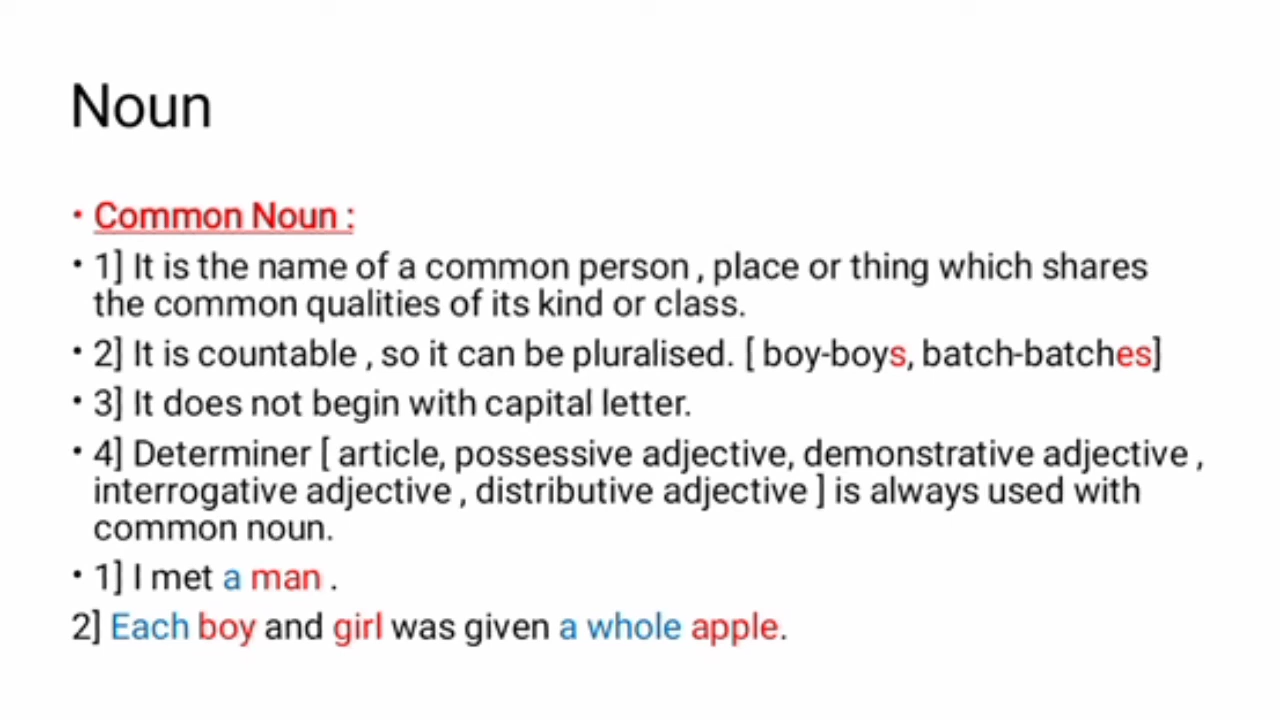 Noun
• Common Noun :
• 1] It is the name of a common person , place or thing which shares
the common qualities of its kind or class.
• 2] It is countable , so it can be pluralised. [ boy-boys, batch-batches]
• 3] It does not begin with capital letter.
• 4] Determiner [ article, possessive adjective, demonstrative adjective ,
interrogative adjective , distributive adjective ] is always used with
common noun.
• 1] I met a man .
2] Each boy and girl was given a whole apple.